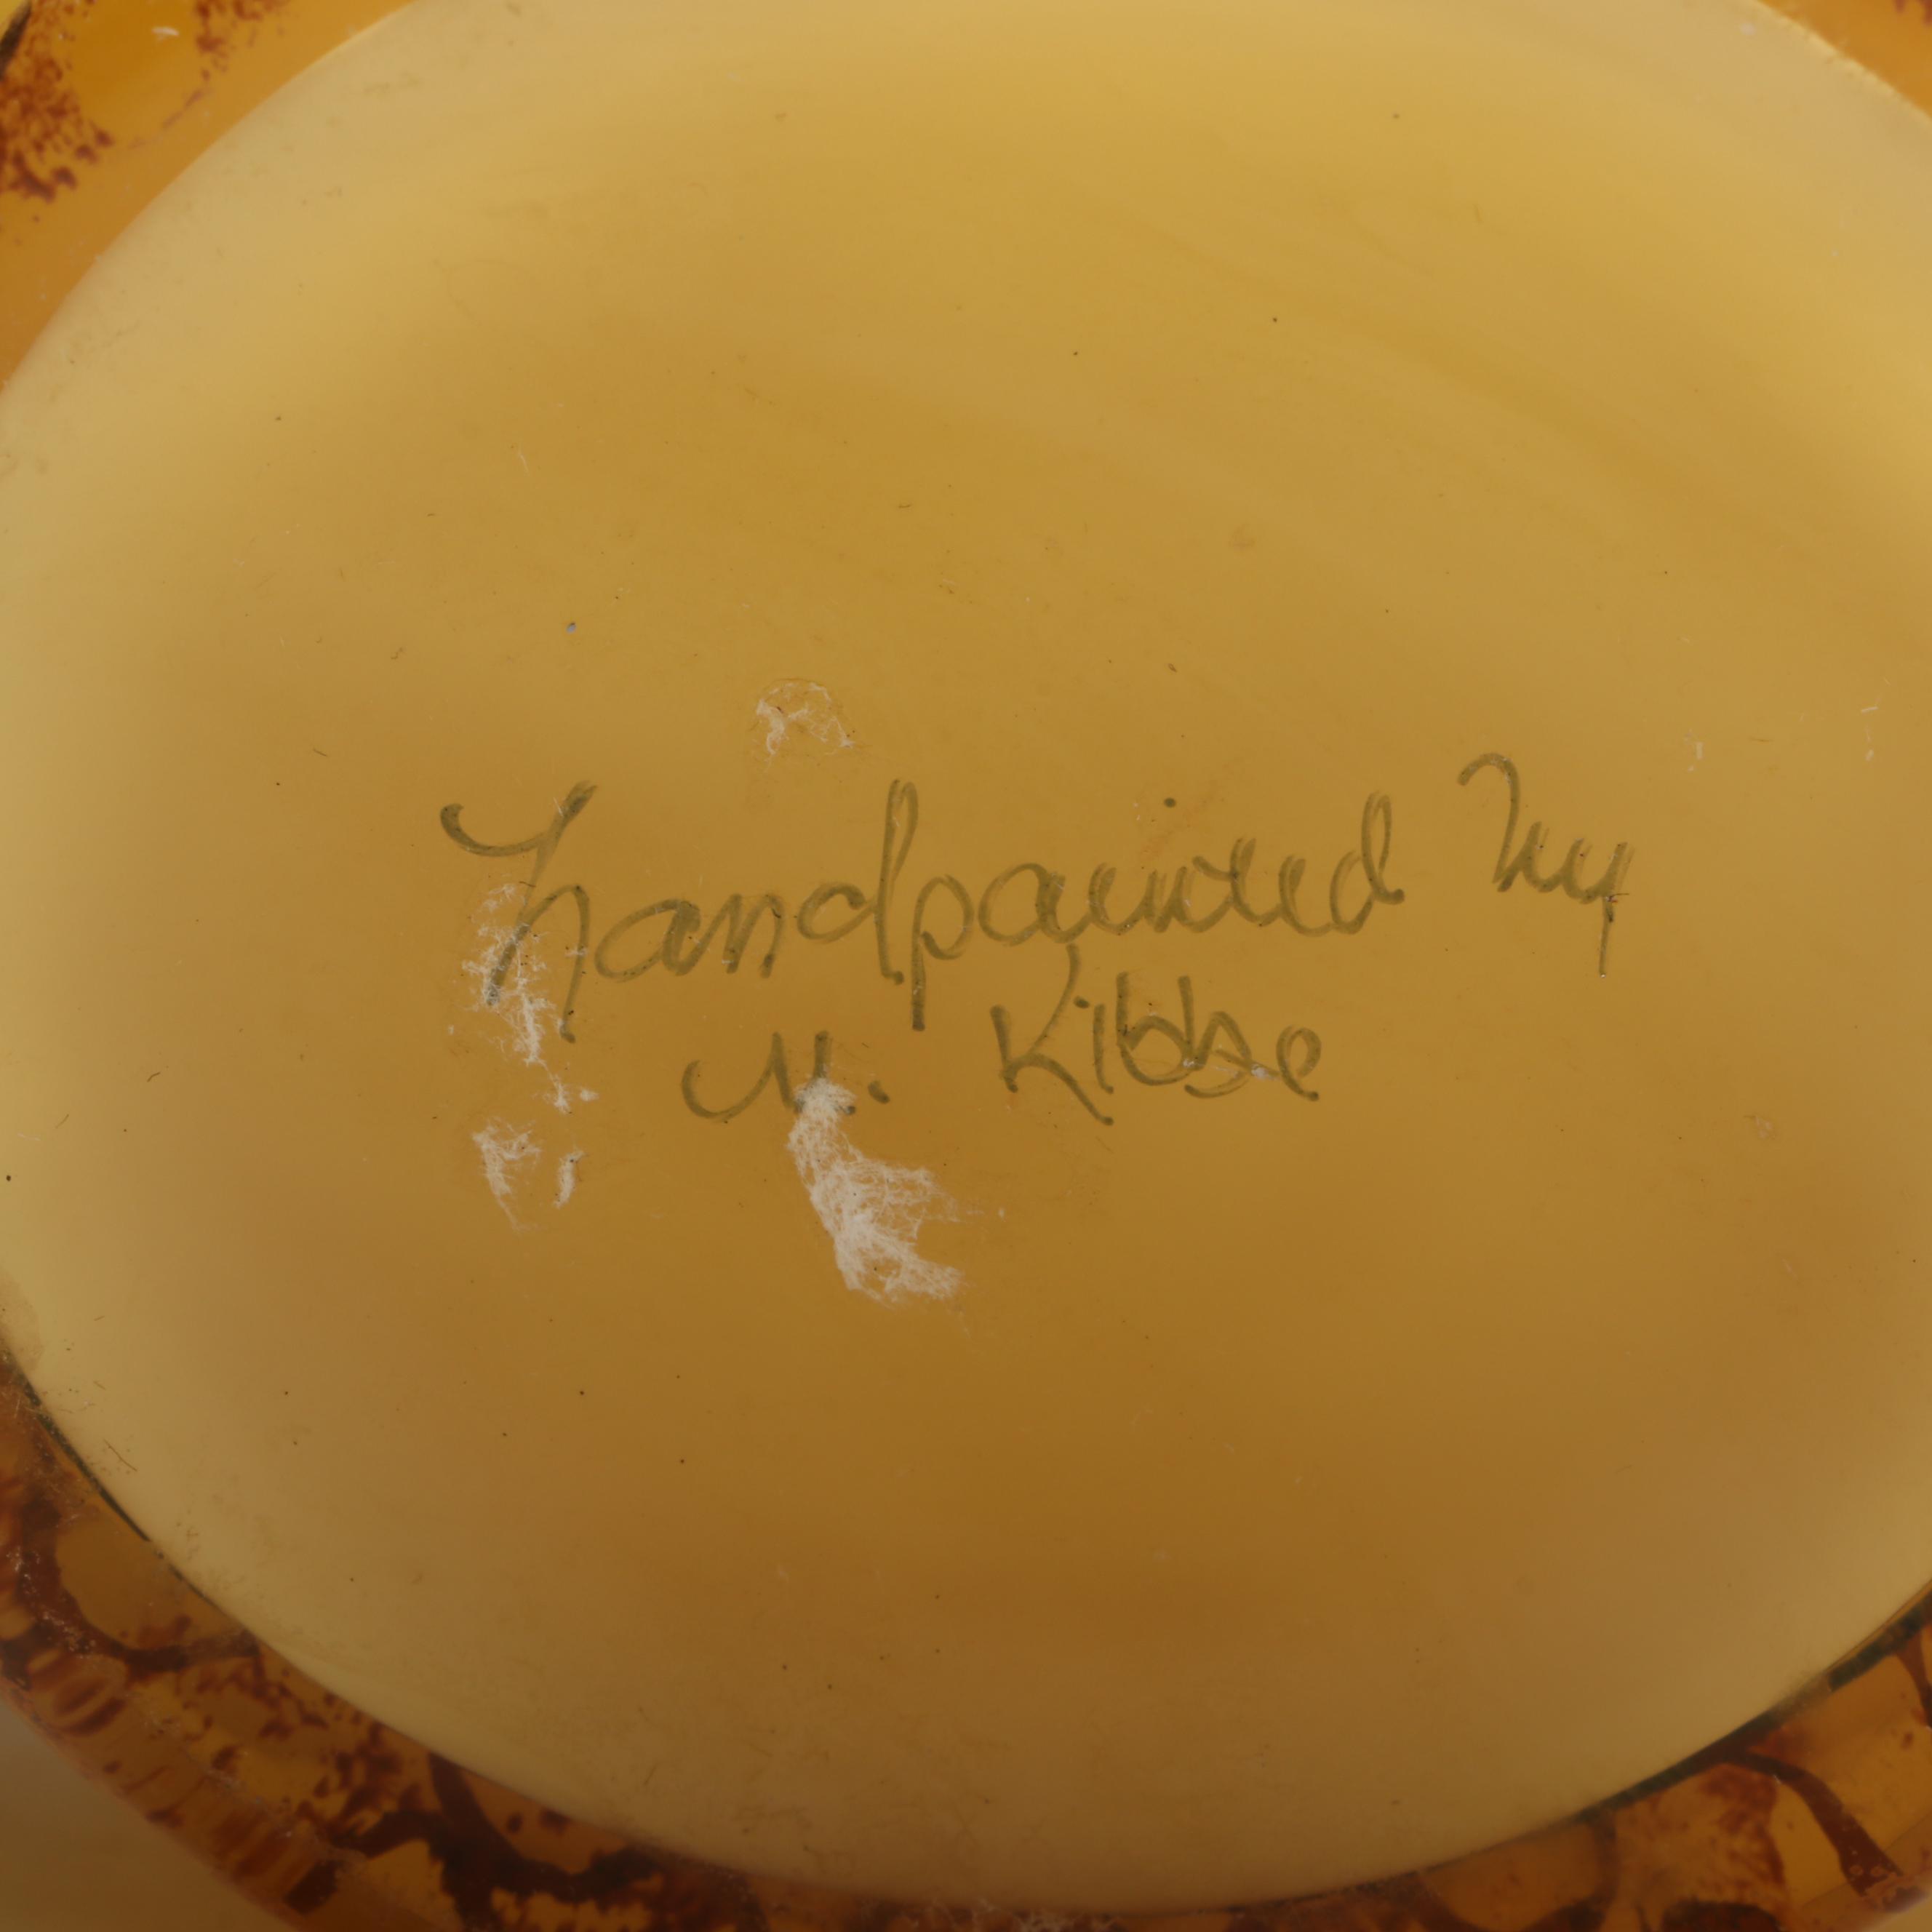 handpainted by
M. Kibbe